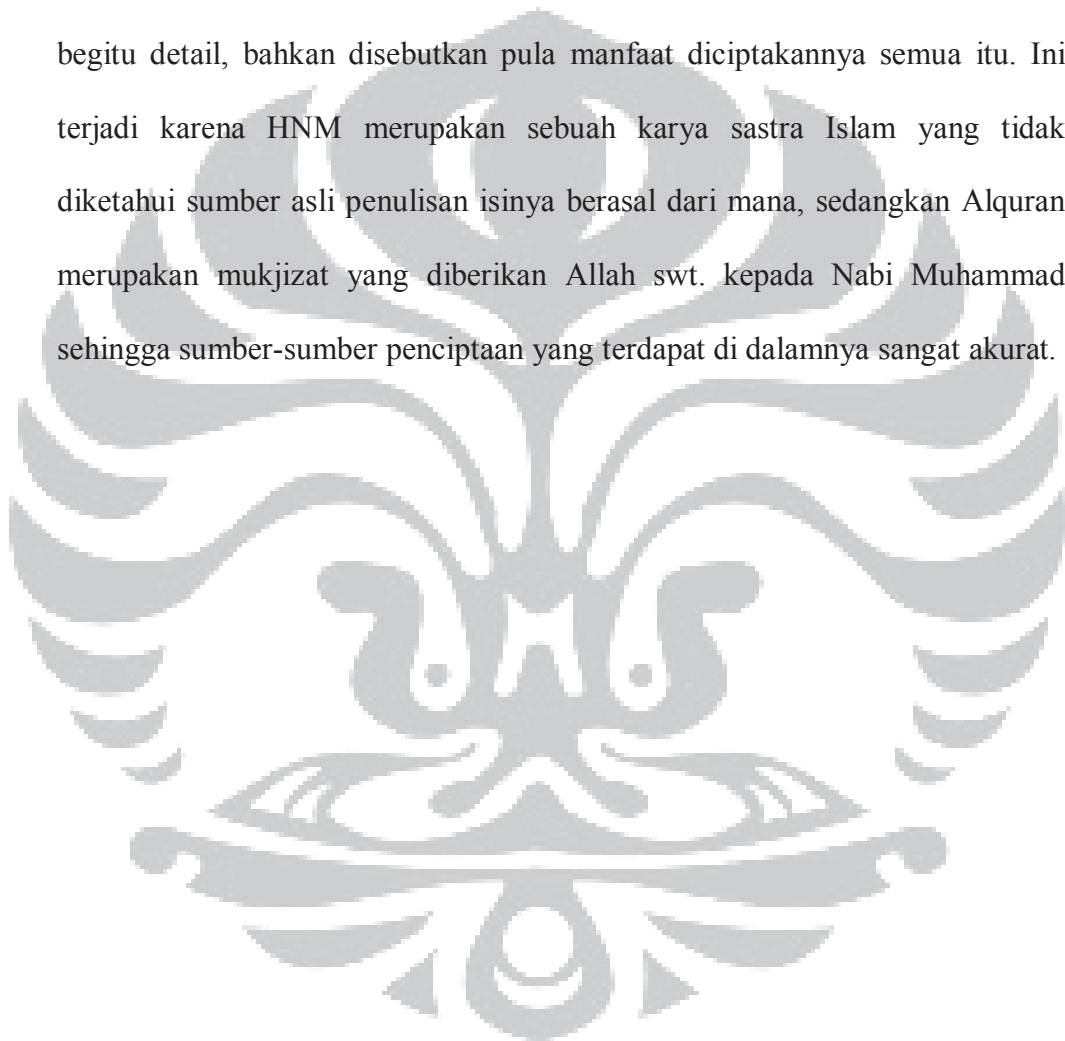 begitu detail, bahkan disebutkan pula manfaat diciptakannya semua itu. Ini
terjadi karena HNM merupakan sebuah karya sastra Islam yang tidak
diketahui sumber asli penulisan isinya berasal dari mana, sedangkan Alquran
merupakan mukjizat yang diberikan Allah swt. kepada Nabi Muhammad
sehingga sumber-sumber penciptaan yang terdapat di dalamnya sangat akurat.